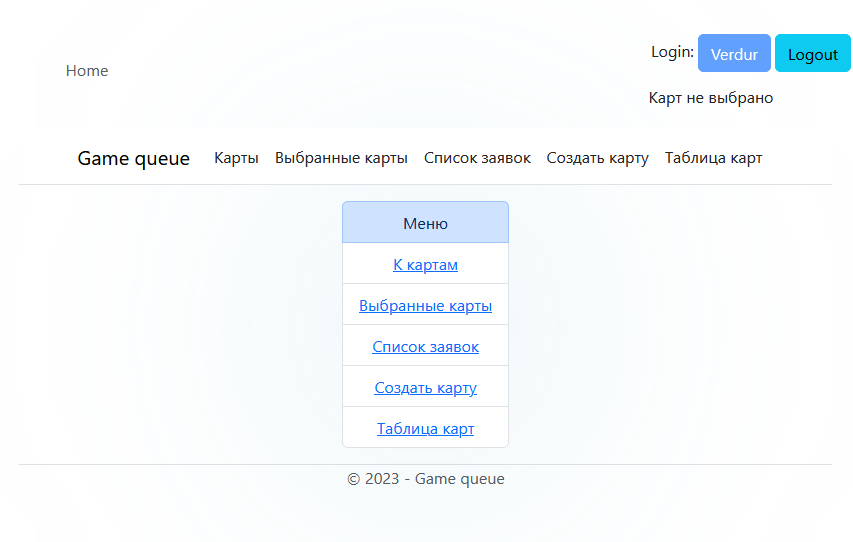 Login: Verdur Logout
Home
Карт не выбрано
Game queue Карты Выбранные карты Список заявок Создать карту Таблица карт
Меню
К картам
Выбранные карты
Список заявок
Создать карту
Таблица карт
© 2023 - Game queue